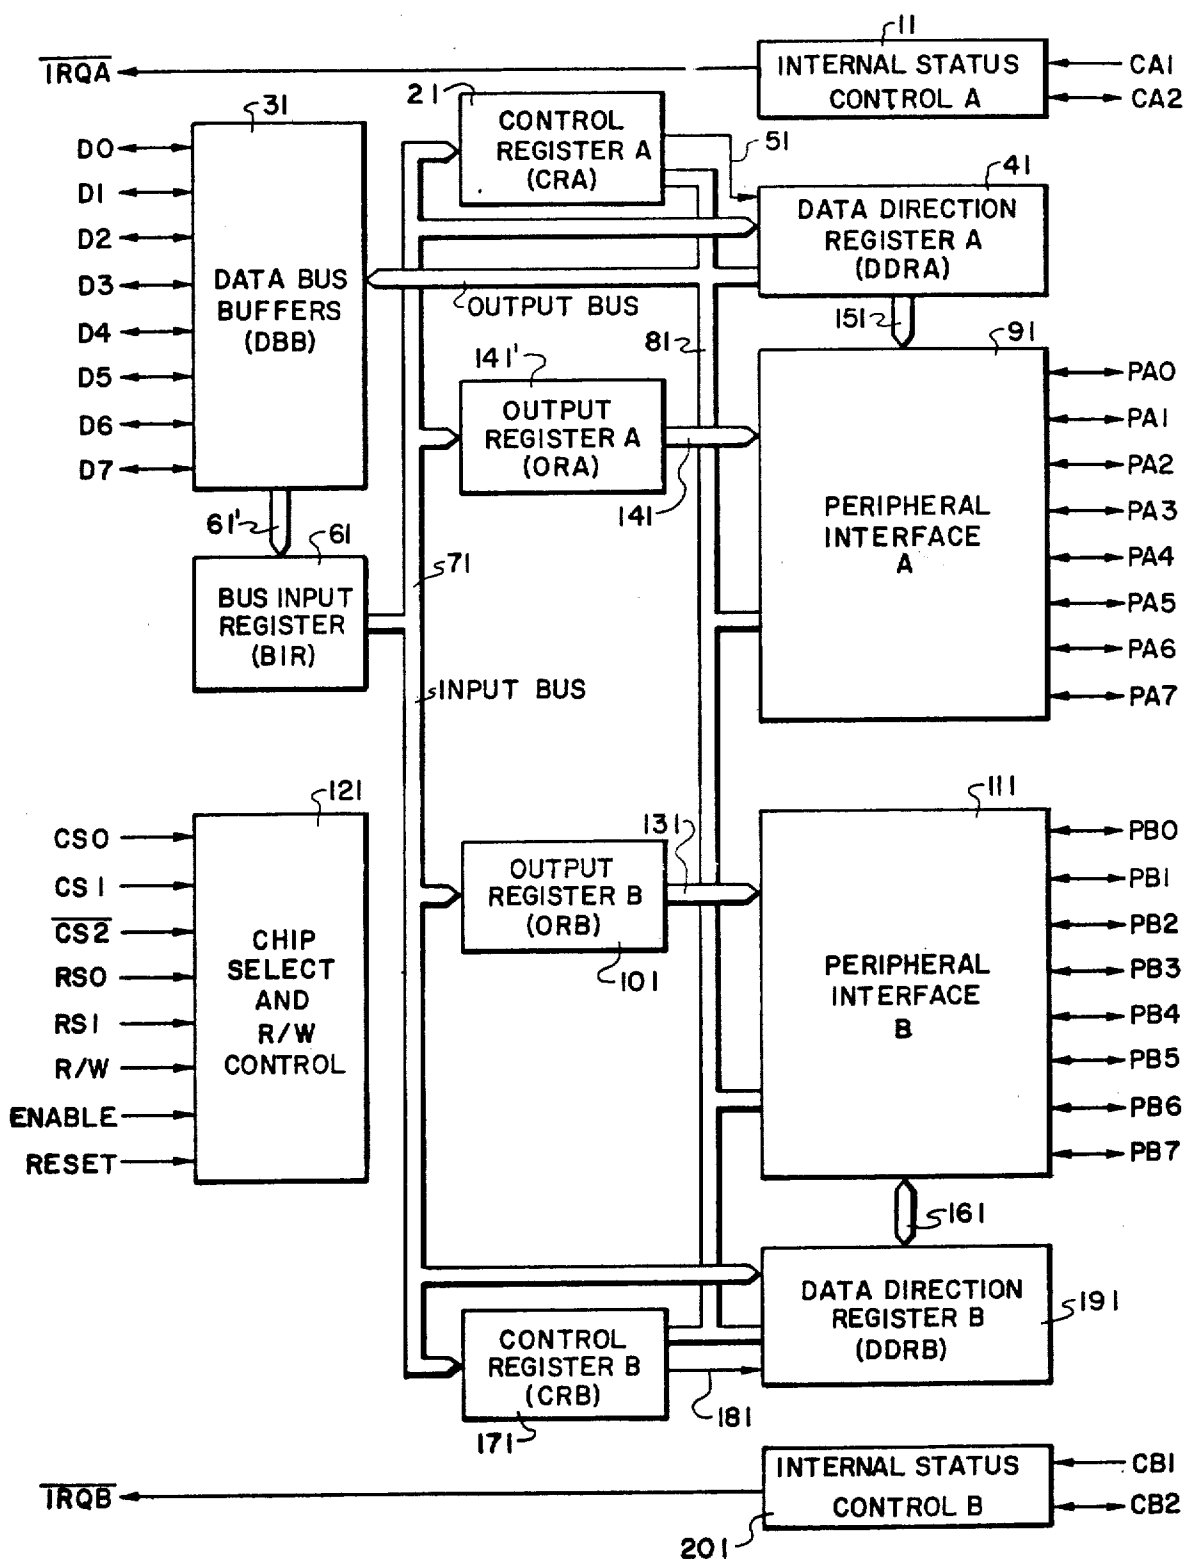 11
IRQA
INTERNAL STATUS
CONTROL A
CA1
CA2
21
31
CONTROL
REGISTER A
(CRA)
51
41
D0
D1
D2
D3
D4
D5
D6
D7
DATA BUS
BUFFERS
(DBB)
DATA DIRECTION
REGISTER A
(DDRA)
OUTPUT BUS
151
81
91
141'
OUTPUT
REGISTER A
(ORA)
141
PERIPHERAL
INTERFACE
A
PA0
PA1
PA2
PA3
PA4
PA5
PA6
PA7
61'
61
71
BUS INPUT
REGISTER
(BIR)
INPUT BUS
121
CS0
CS1
CS2
RS0
RS1
R/W
ENABLE
RESET
CHIP
SELECT
AND
R/W
CONTROL
131
111
OUTPUT
REGISTER B
(ORB)
101
PERIPHERAL
INTERFACE
B
PB0
PB1
PB2
PB3
PB4
PB5
PB6
PB7
161
DATA DIRECTION
REGISTER B
(DDRB)
191
CONTROL
REGISTER B
(CRB)
181
171
IRQB
INTERNAL STATUS
CONTROL B
CB1
CB2
201